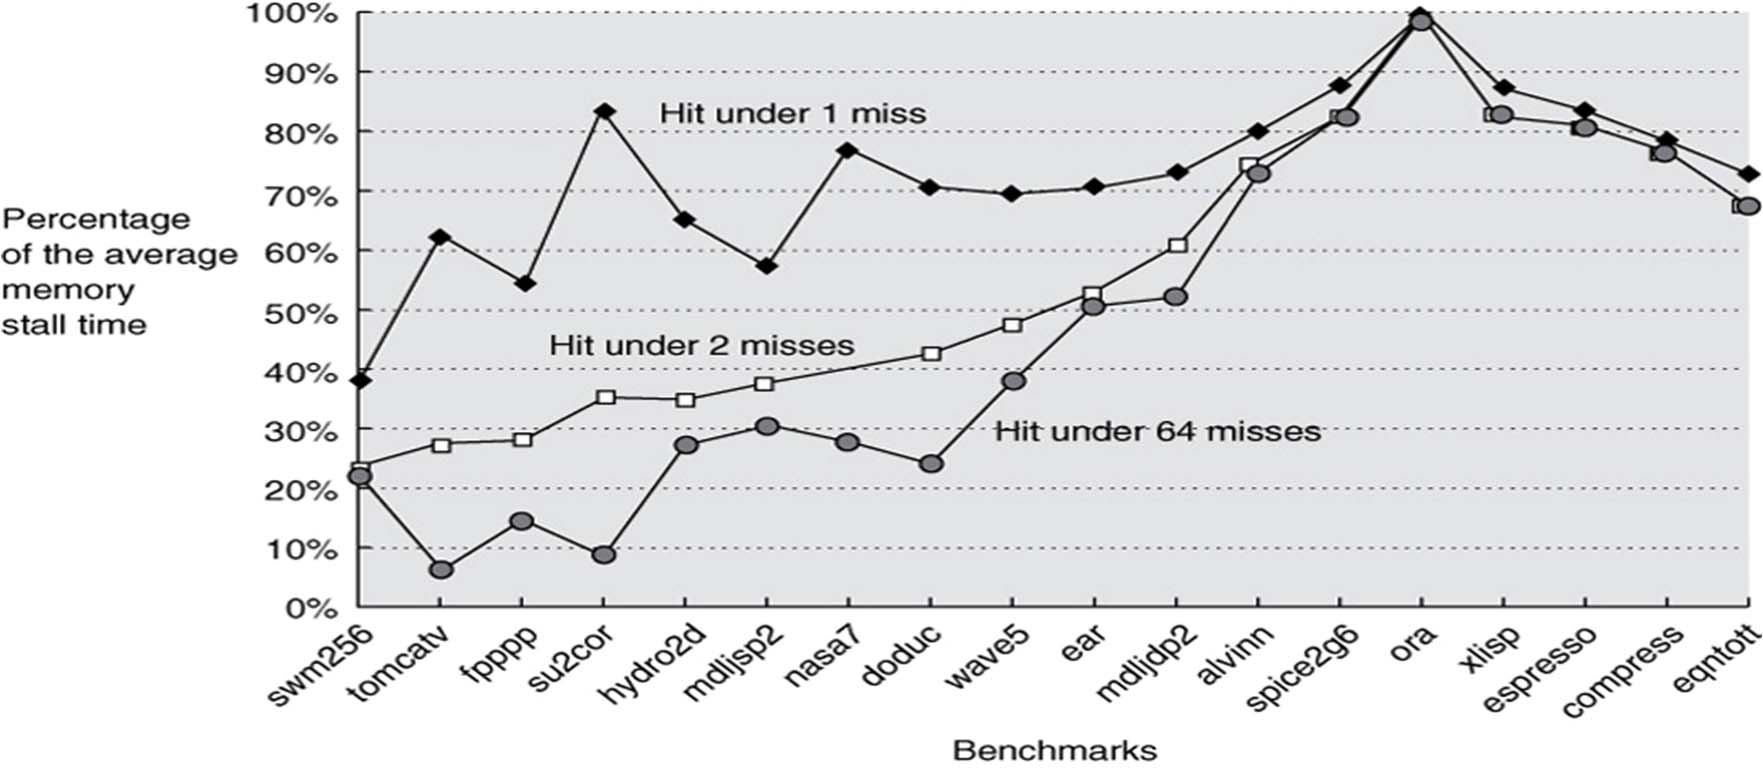 100%
90%
80%
70%
60%
50%
40%
30%
20%
10%
0%
Percentage
of the average
memory
stall time
Hit under 1 miss
Hit under 2 misses
Hit under 64 misses
swm256
tomcatv
fpppp
su2cor
hydro2d
mdljsp2
nasa7
doduc
wave5
ear
mdljdp2
alvinn
spice2g6
ora
xlisp
espresso
compress
eqntott
Benchmarks